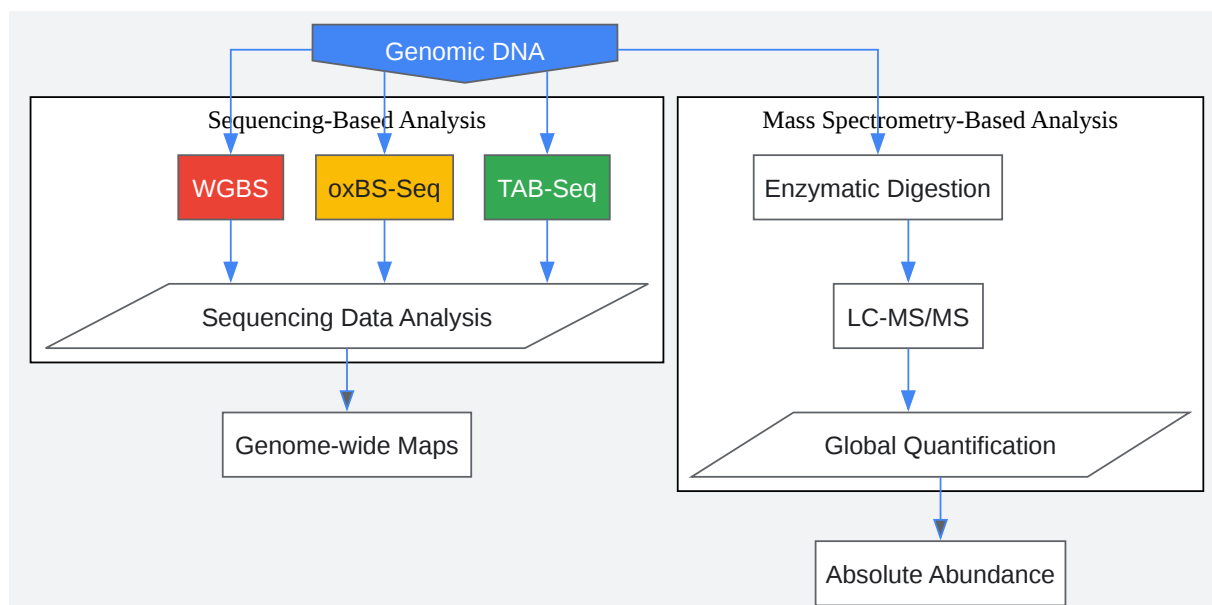 Genomic DNA
Sequencing-Based Analysis
WGBS
oxBS-Seq
TAB-Seq
Sequencing Data Analysis
Genome-wide Maps
Mass Spectrometry-Based Analysis
Enzymatic Digestion
LC-MS/MS
Global Quantification
Absolute Abundance